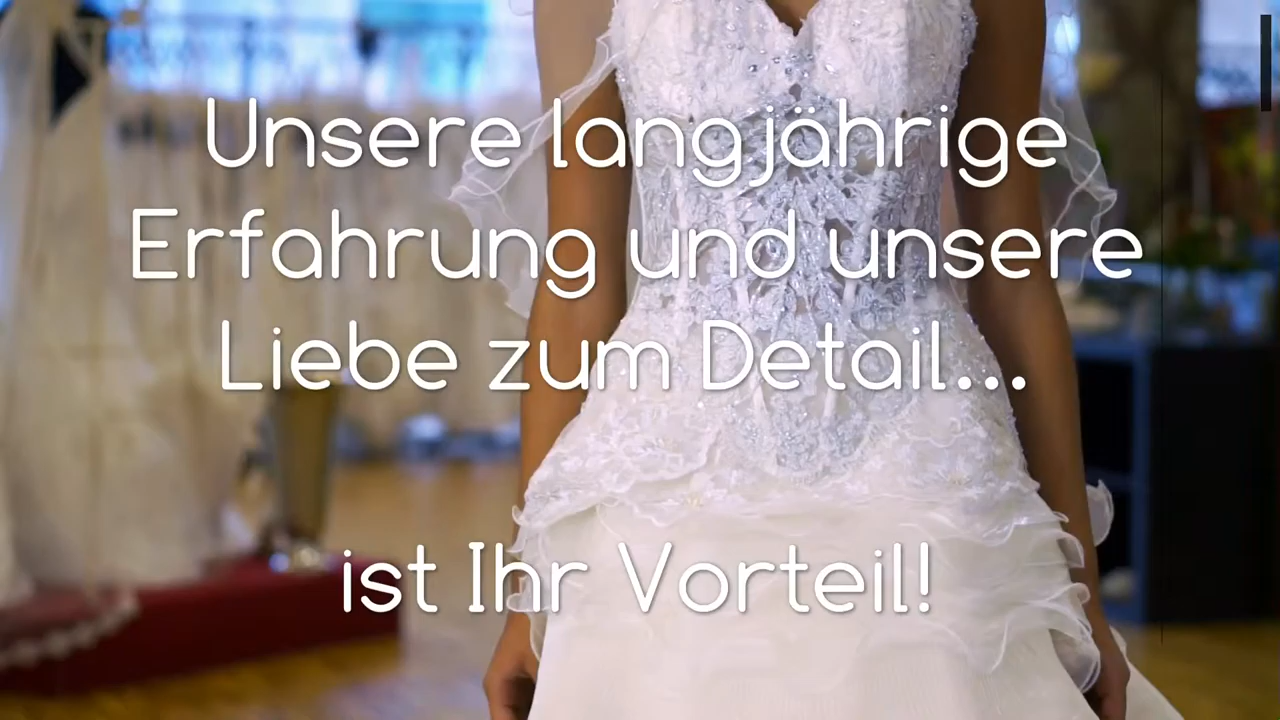 Unsere langjährige
Erfahrung und unsere
Liebe zum Detail...
ist Ihr Vorteil!